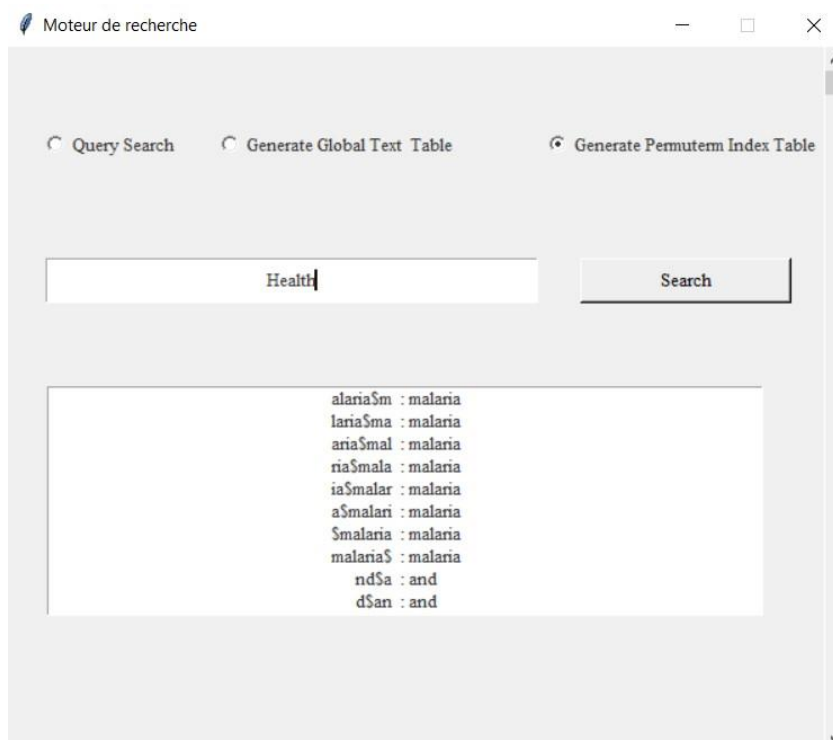 Moteur de recherche
Query Search Generate Global Text Table Generate Permuterm Index Table
Health Search
alaria$m : malaria
laria$ma : malaria
aria$mal : malaria
ria$mala : malaria
ia$malar : malaria
a$malari : malaria
$malaria : malaria
malaria$ : malaria
nd$a : and
d$an : and